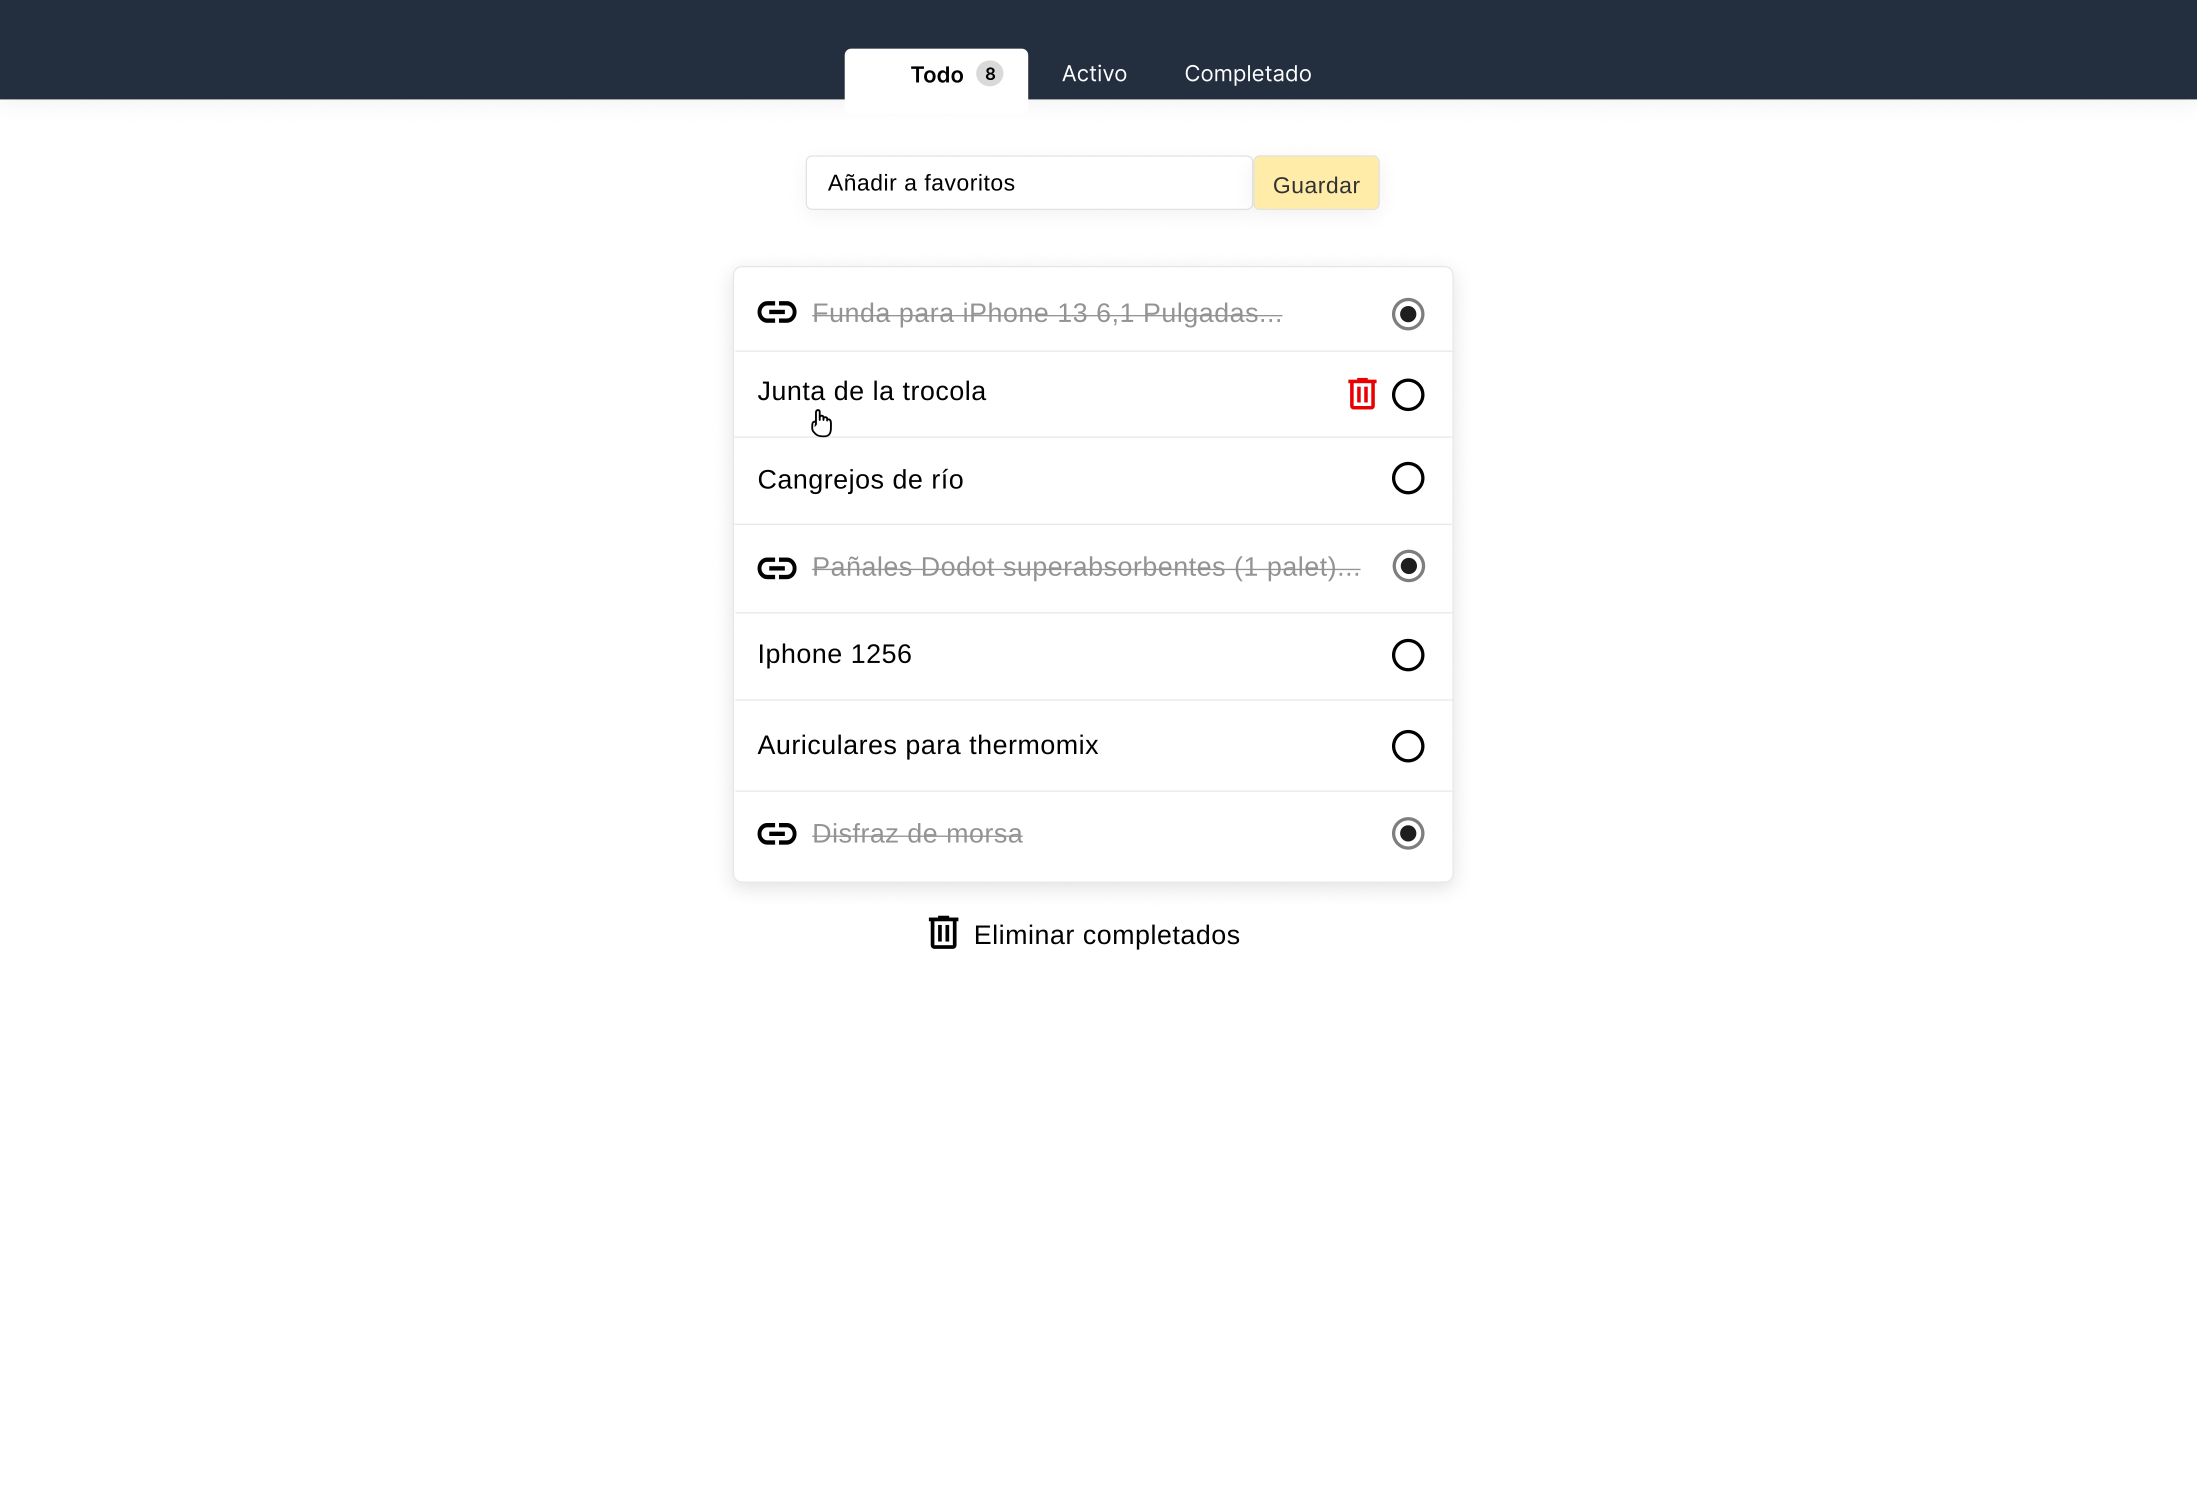 Todo 8 Activo Completado
Añadir a favoritos Guardar
Funda para iPhone 13 6,1 Pulgadas...
Junta de la trocola
Cangrejos de río
Pañales Dodot superabsorbentes (1 palet)...
Iphone 1256
Auriculares para thermomix
Disfraz de morsa
Eliminar completados